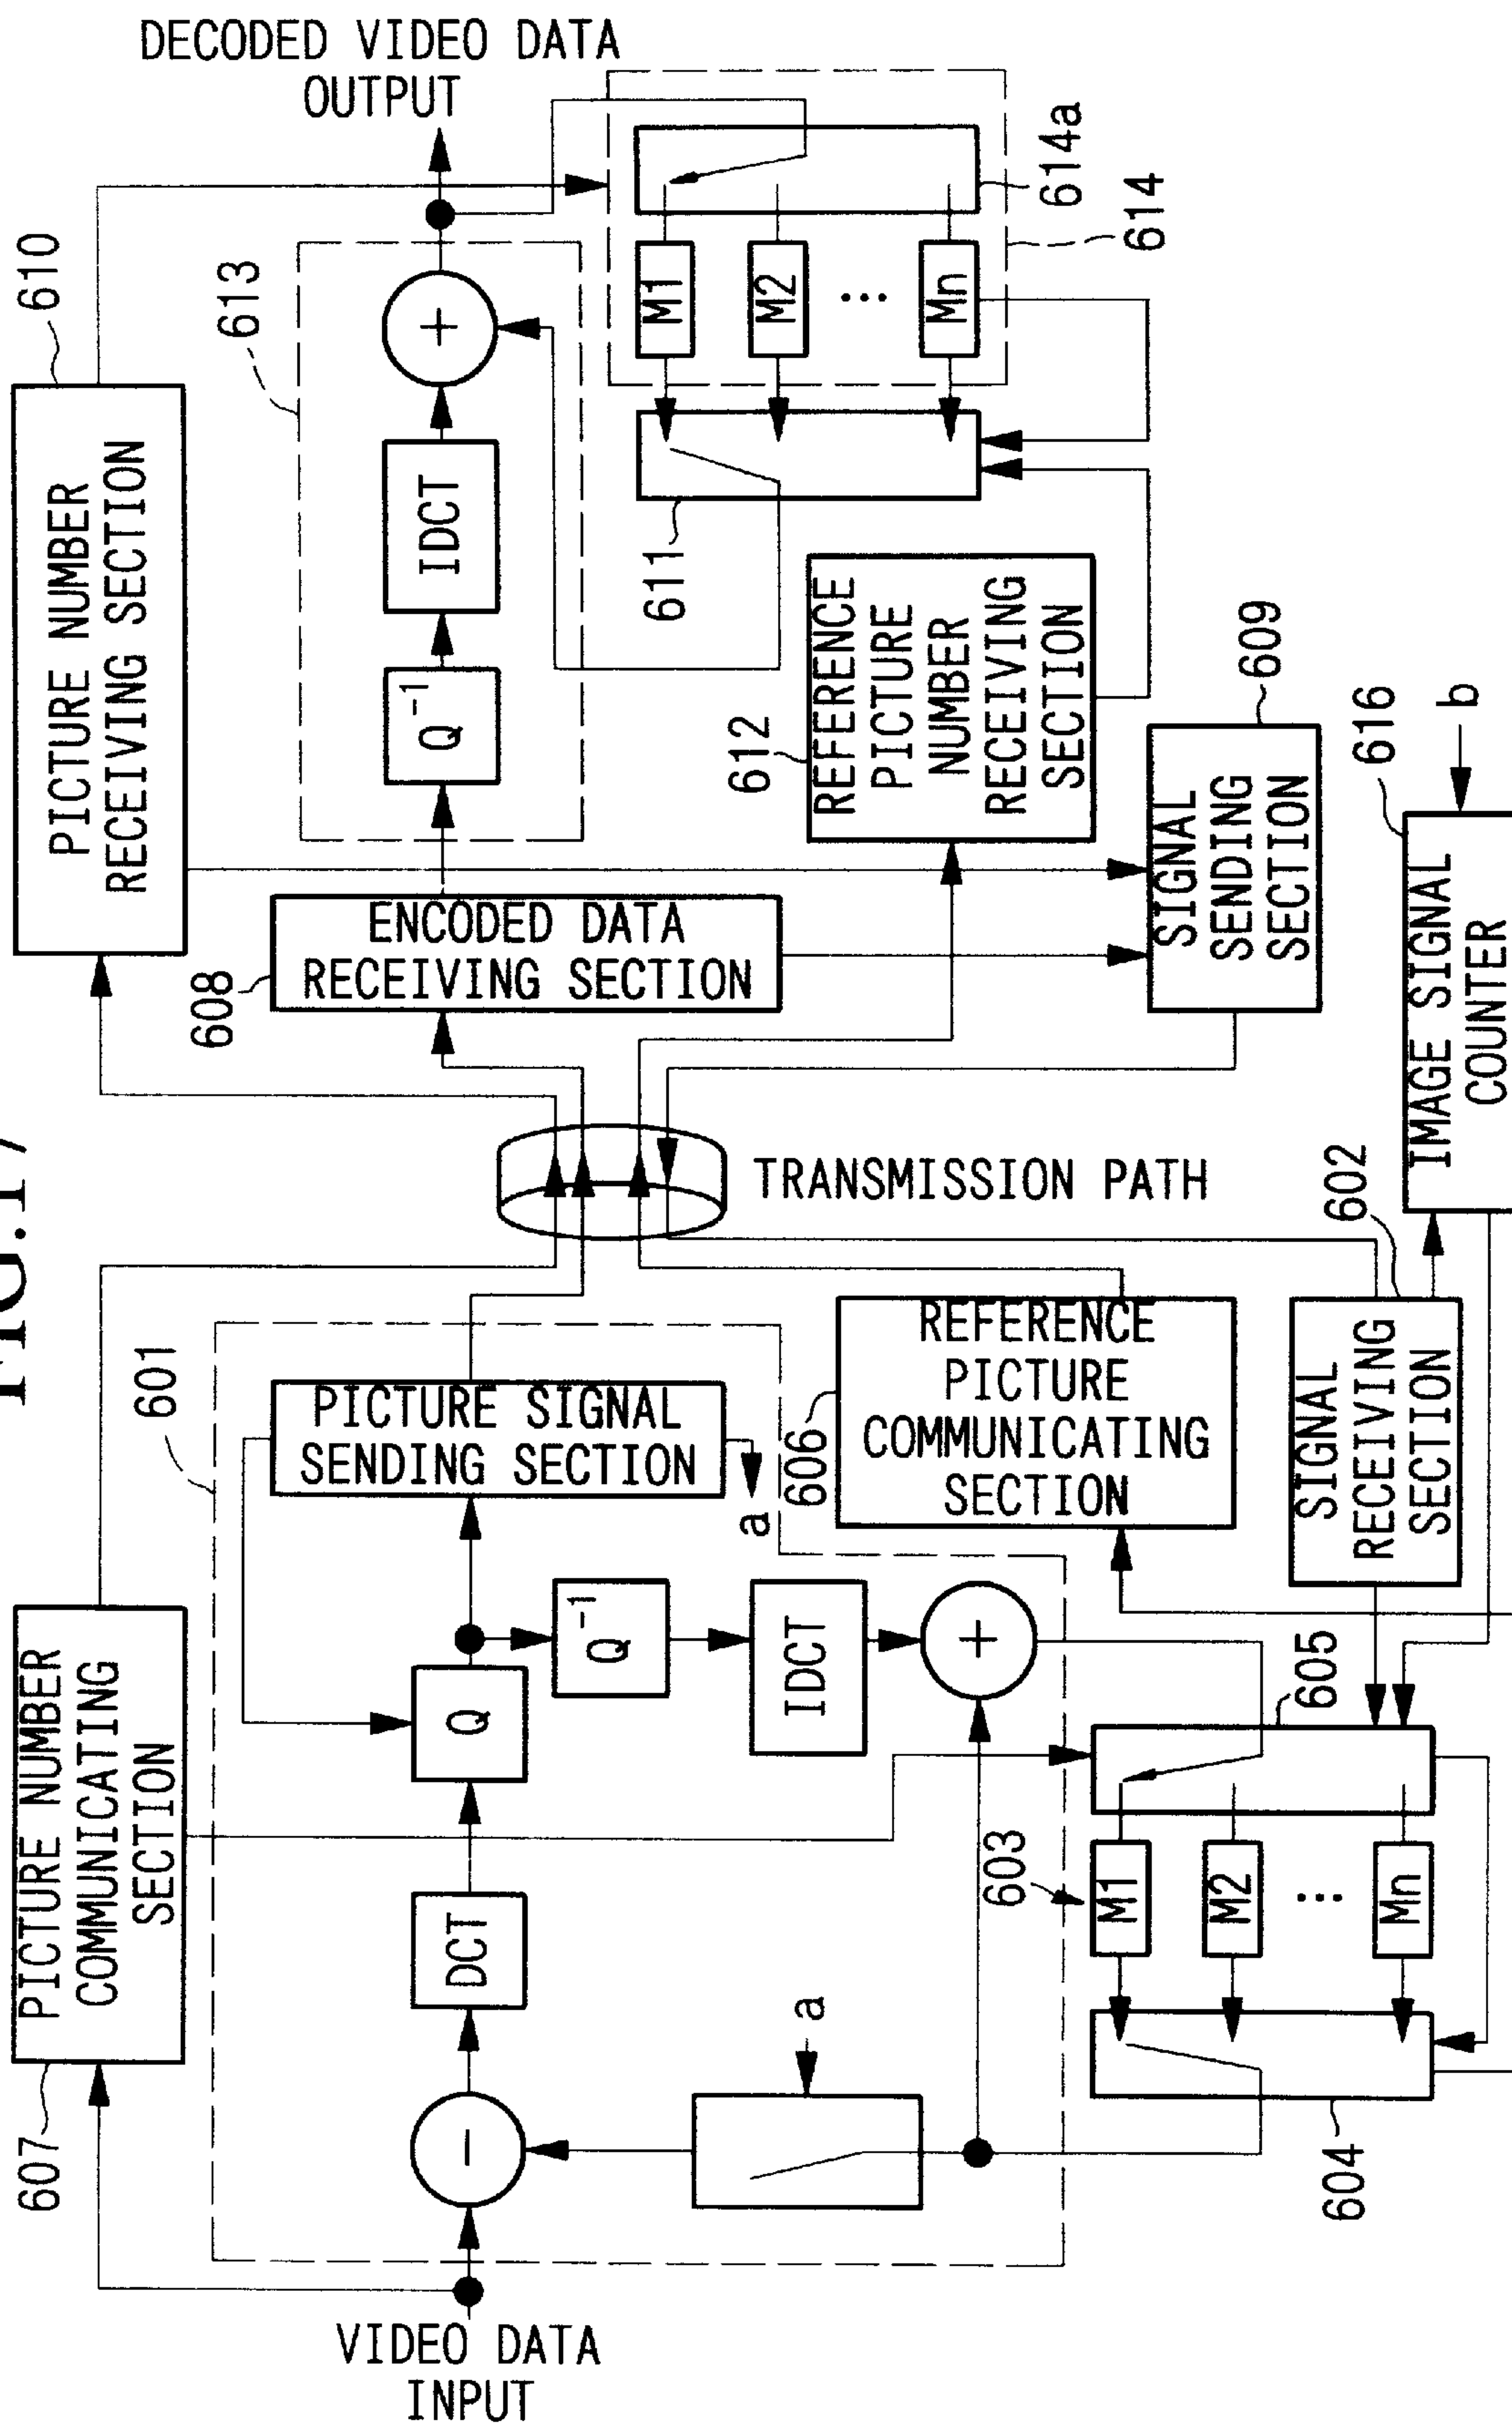 FIG.17
607
PICTURE NUMBER
COMMUNICATING
SECTION
610
PICTURE NUMBER
RECEIVING SECTION
601
613
DECODED VIDEO DATA
OUTPUT
VIDEO DATA
INPUT
−
DCT
Q
PICTURE SIGNAL
SENDING SECTION
a
Q⁻¹
IDCT
+
a
608
ENCODED DATA
RECEIVING SECTION
Q⁻¹
IDCT
+
TRANSMISSION PATH
606
REFERENCE
PICTURE
COMMUNICATING
SECTION
612
REFERENCE
PICTURE
NUMBER
RECEIVING
SECTION
611
M1
M2
...
Mn
614a
614
603
M1
M2
...
Mn
604
605
602
SIGNAL
RECEIVING
SECTION
609
SIGNAL
SENDING
SECTION
616
IMAGE SIGNAL
COUNTER
b